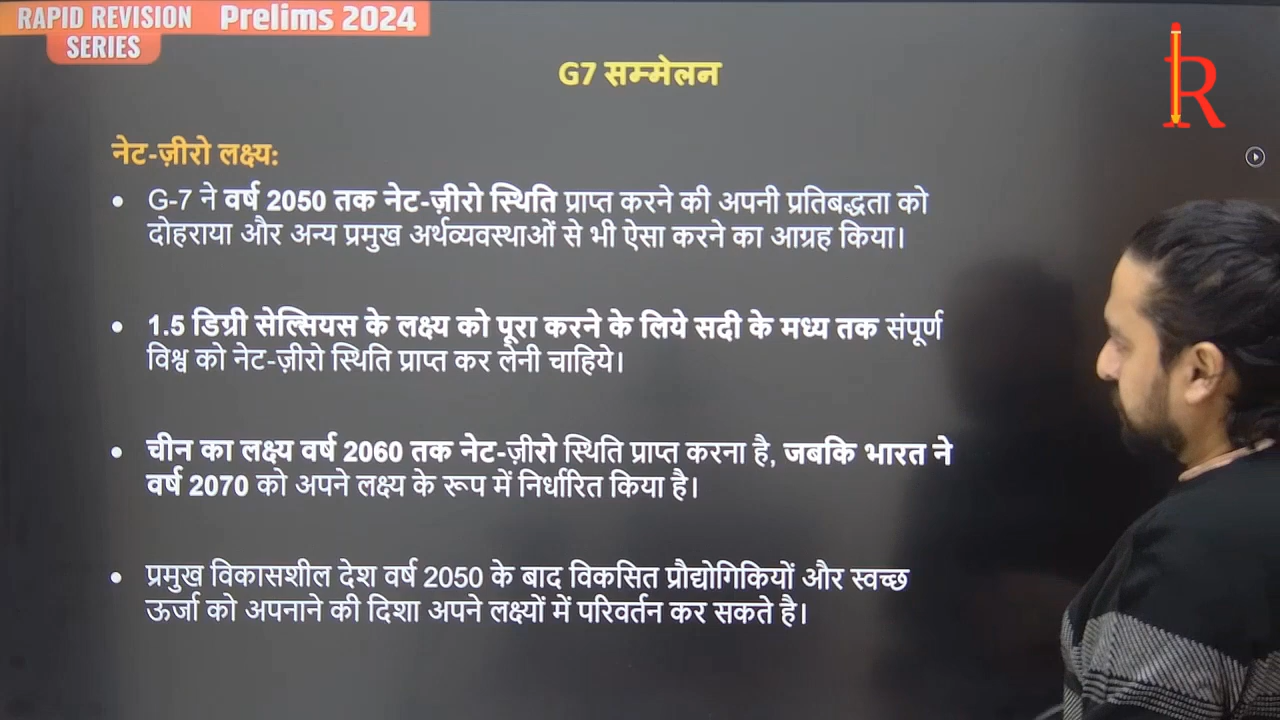 RAPID REVISION Prelims 2024
SERIES
R
G7 सम्मेलन
नेट-ज़ीरो लक्ष्य:
• G-7 ने वर्ष 2050 तक नेट-ज़ीरो स्थिति प्राप्त करने की अपनी प्रतिबद्धता को
दोहराया और अन्य प्रमुख अर्थव्यवस्थाओं से भी ऐसा करने का आग्रह किया।
• 1.5 डिग्री सेल्सियस के लक्ष्य को पूरा करने के लिये सदी के मध्य तक संपूर्ण
विश्व को नेट-ज़ीरो स्थिति प्राप्त कर लेनी चाहिये।
• चीन का लक्ष्य वर्ष 2060 तक नेट-ज़ीरो स्थिति प्राप्त करना है, जबकि भारत ने
वर्ष 2070 को अपने लक्ष्य के रूप में निर्धारित किया है।
• प्रमुख विकासशील देश वर्ष 2050 के बाद विकसित प्रौद्योगिकियों और स्वच्छ
ऊर्जा को अपनाने की दिशा अपने लक्ष्यों में परिवर्तन कर सकते है।